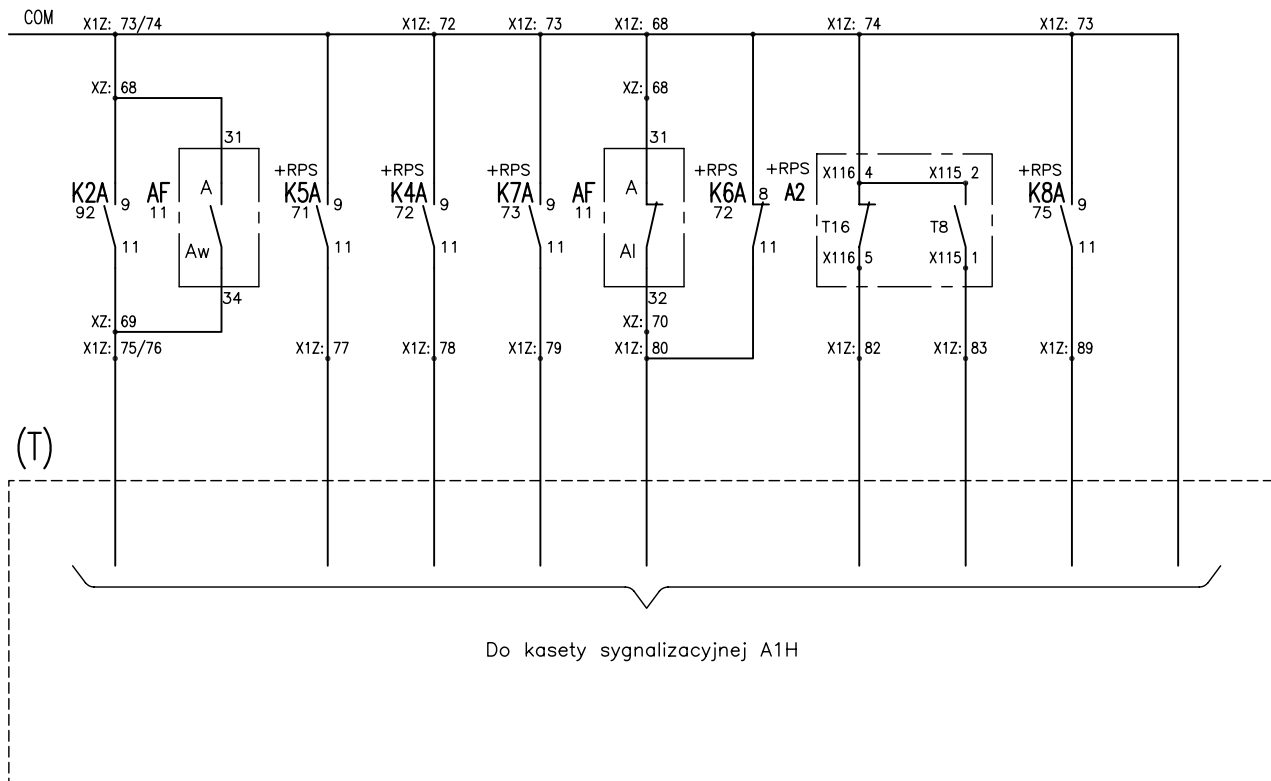 COM
X1Z: 73/74 X1Z: 72 X1Z: 73 X1Z: 68 X1Z: 74 X1Z: 73
XZ: 68 XZ: 68
31 31
+RPS +RPS +RPS +RPS +RPS +RPS
K2A 9 AF A K5A 9 K4A 9 K7A 9 AF A K6A 8 A2 X116 4 X115 2 K8A 9
92 11 71 72 73 11 72 75
T16 T8
11 Aw 11 11 11 Al 11 X116 5 X115 1 11
34 32
XZ: 69 XZ: 70
X1Z: 75/76 X1Z: 77 X1Z: 78 X1Z: 79 X1Z: 80 X1Z: 82 X1Z: 83 X1Z: 89
(T)
Do kasety sygnalizacyjnej A1H